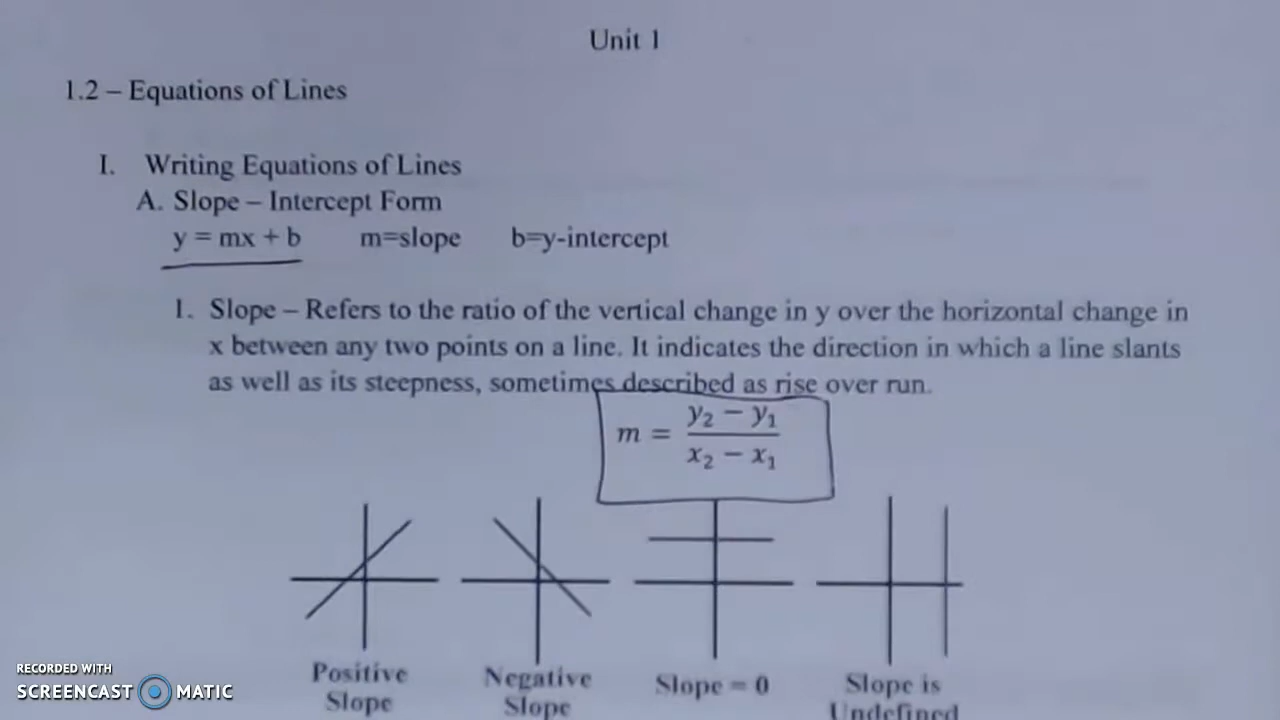 Unit 1
1.2 – Equations of Lines
I. Writing Equations of Lines
A. Slope – Intercept Form
y = mx + b m=slope b=y-intercept
1. Slope – Refers to the ratio of the vertical change in y over the horizontal change in
x between any two points on a line. It indicates the direction in which a line slants
as well as its steepness, sometimes described as rise over run.
m = (y₂ − y₁) / (x₂ − x₁)
Positive Slope
Negative Slope
Slope = 0
Slope is Undefined
RECORDED WITH
SCREENCAST MATIC